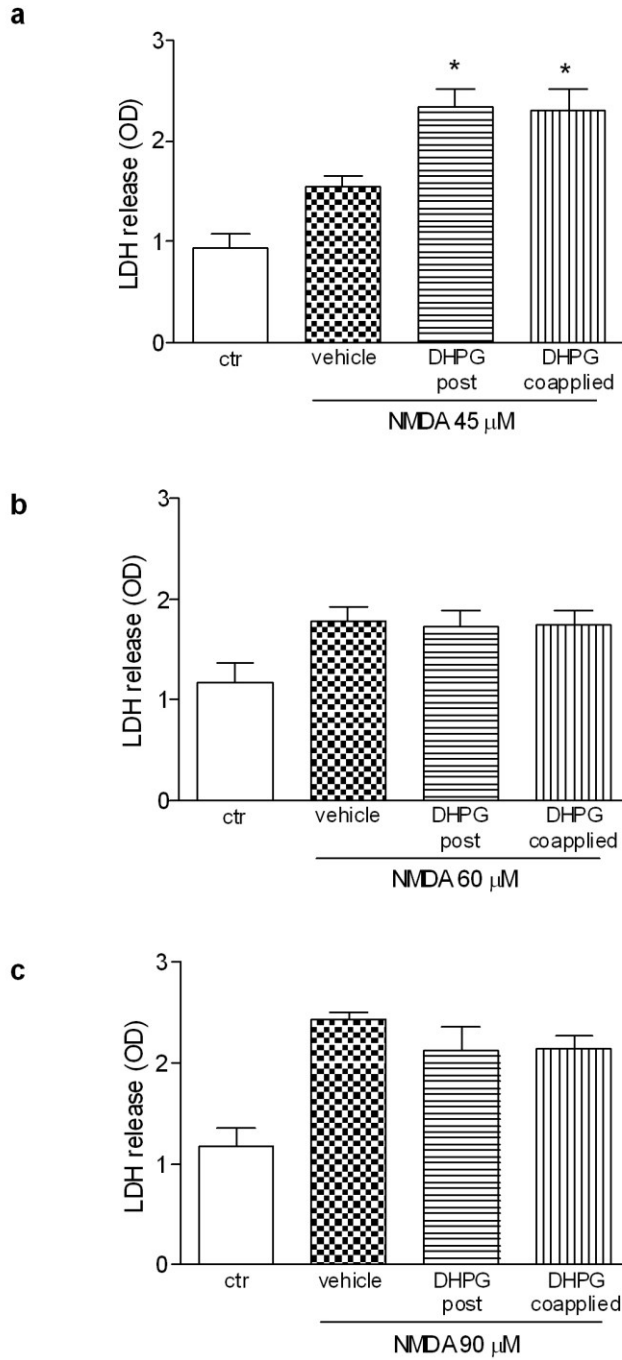 a
3
2
1
0
LDH release (OD)
*
*
ctr
vehicle
DHPG
post
DHPG
coapplied
NMDA 45 μM
b
3
2
1
0
LDH release (OD)
ctr
vehicle
DHPG
post
DHPG
coapplied
NMDA 60 μM
c
3
2
1
0
LDH release (OD)
ctr
vehicle
DHPG
post
DHPG
coapplied
NMDA 90 μM